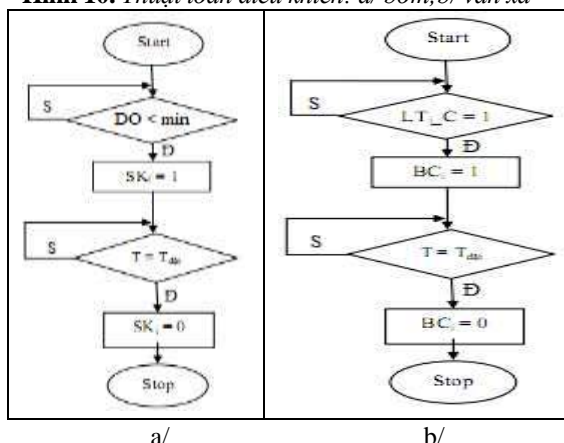 Hình 10. Thuật toán điều khiển: a/ bơm; b/ van xả
Start
S
DO < min
Đ
SKᵢ = 1
S
T = Tđặt
Đ
SKᵢ = 0
Stop
a/
Start
S
LTᵢ_C = 1
Đ
BCᵢ = 1
S
T = Tđặt
Đ
BCᵢ = 0
Stop
b/